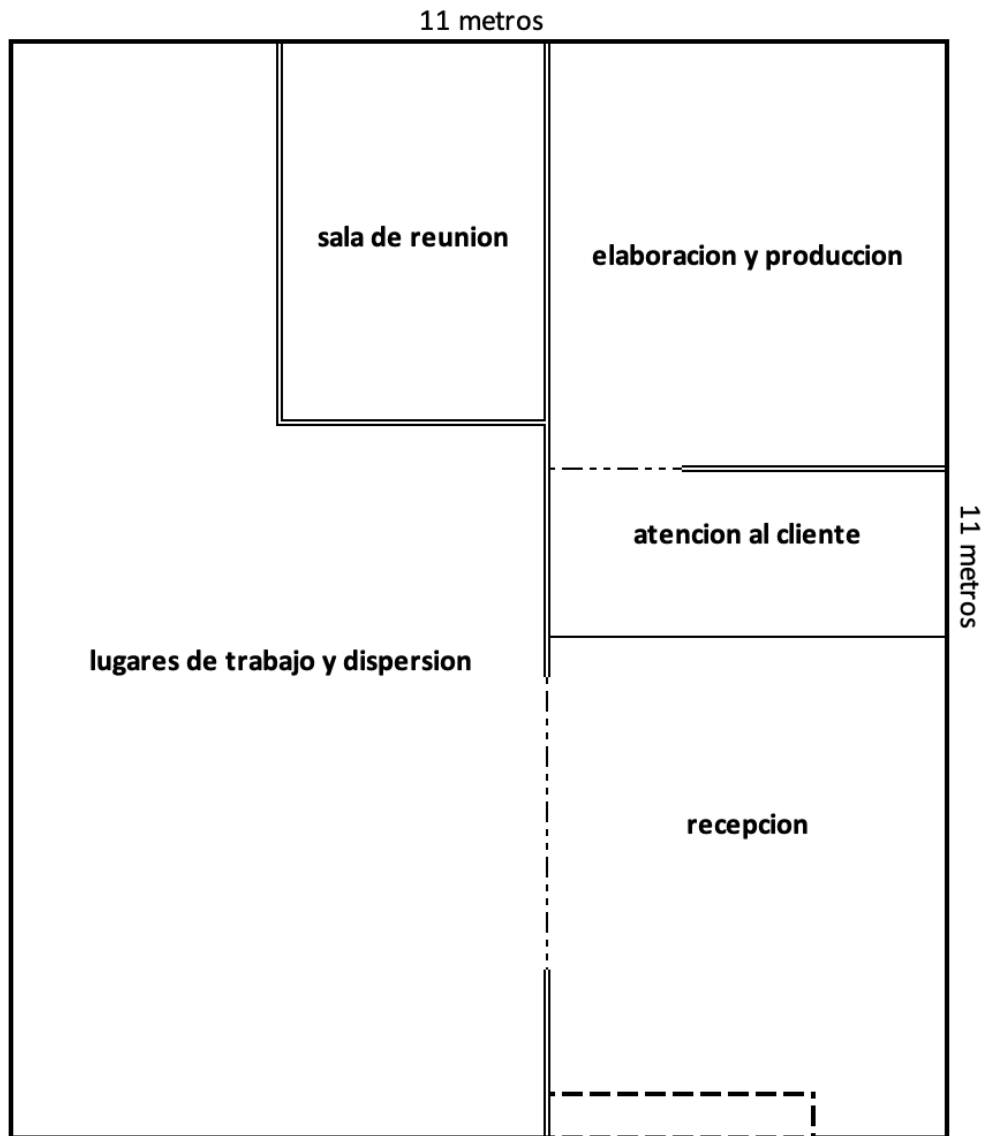 11 metros
sala de reunion
elaboracion y produccion
atencion al cliente
11 metros
lugares de trabajo y dispersion
recepcion